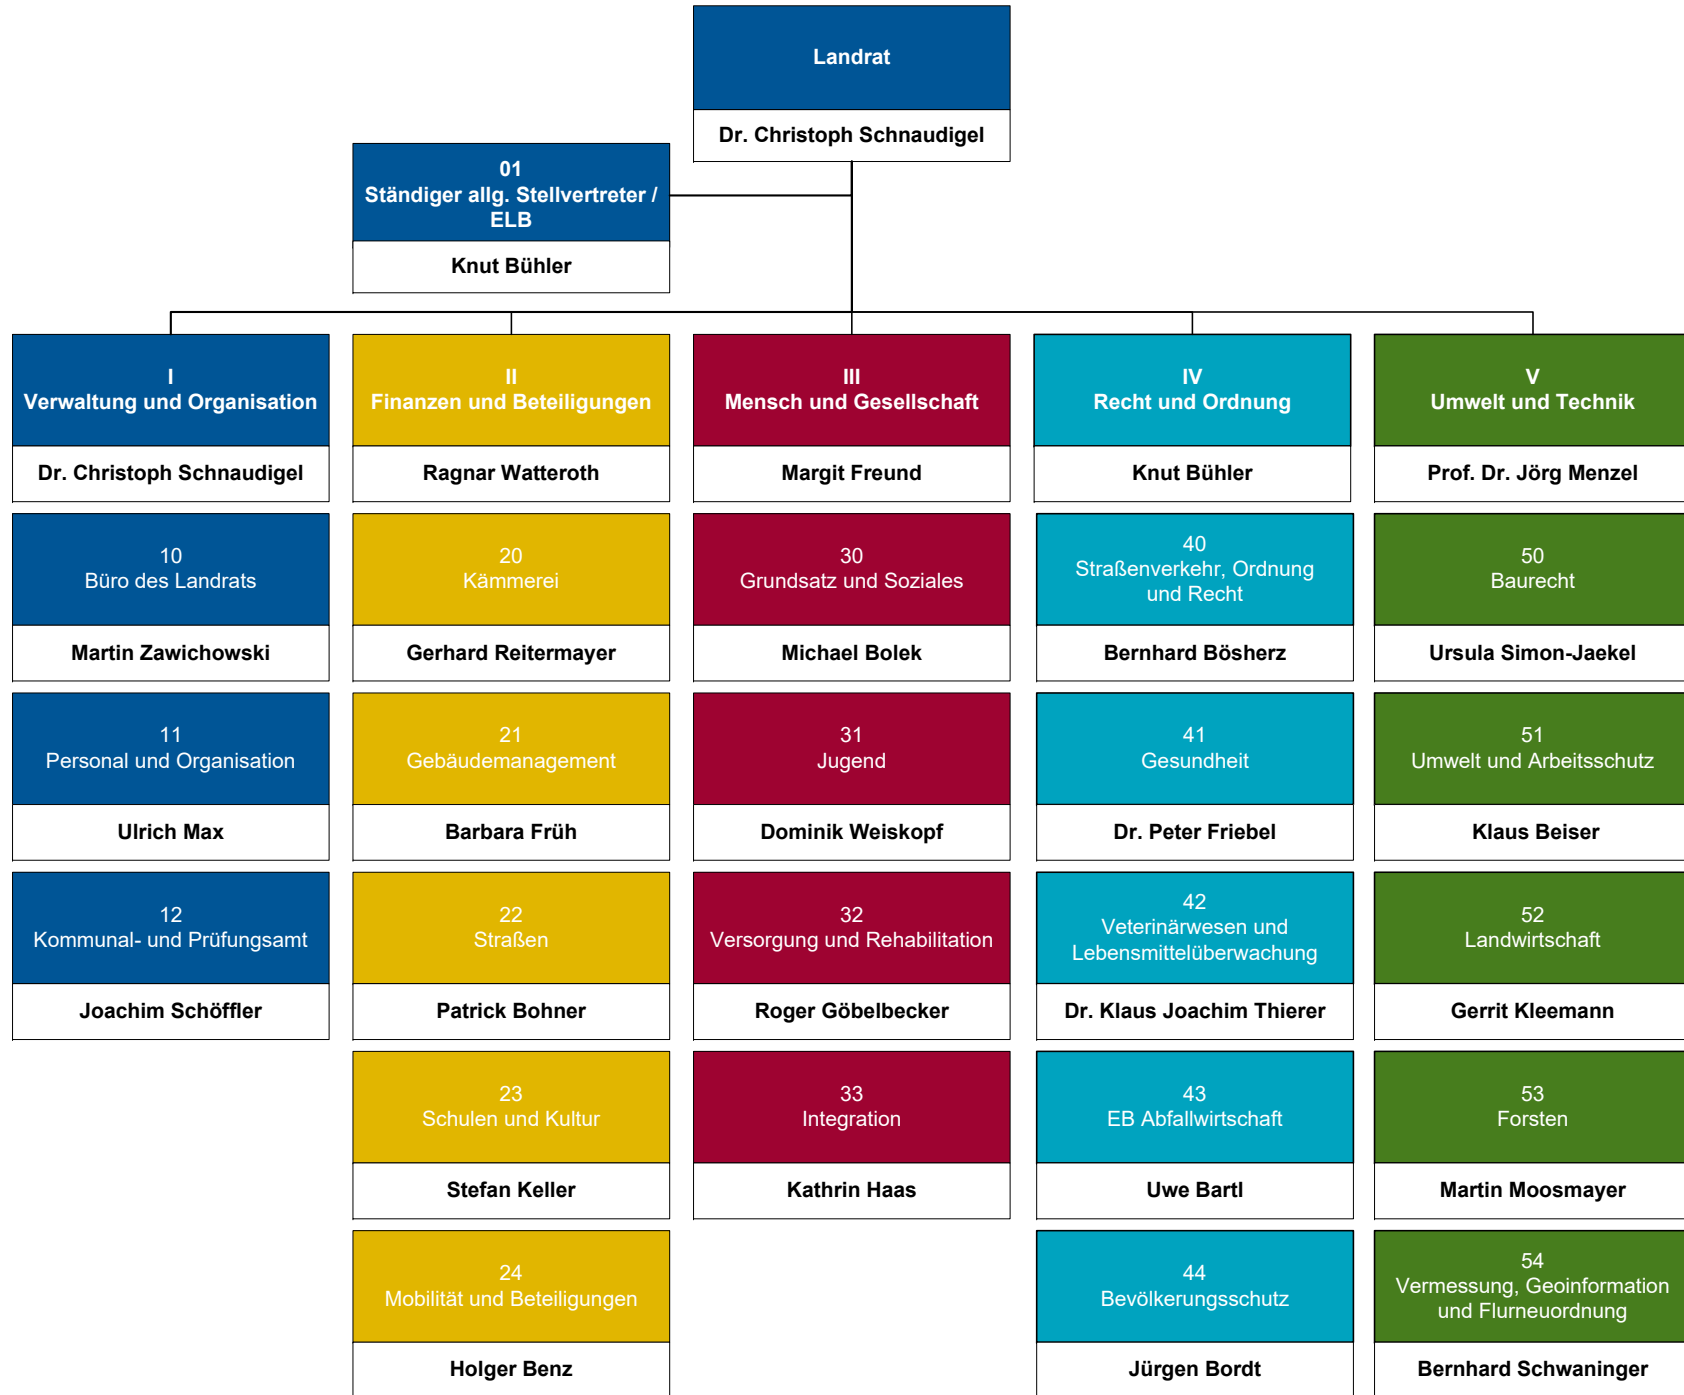 Landrat
Dr. Christoph Schnaudigel
01
Ständiger allg. Stellvertreter /
ELB
Knut Bühler
I
Verwaltung und Organisation
Dr. Christoph Schnaudigel
10
Büro des Landrats
Martin Zawichowski
11
Personal und Organisation
Ulrich Max
12
Kommunal- und Prüfungsamt
Joachim Schöffler
II
Finanzen und Beteiligungen
Ragnar Watteroth
20
Kämmerei
Gerhard Reitermayer
21
Gebäudemanagement
Barbara Früh
22
Straßen
Patrick Bohner
23
Schulen und Kultur
Stefan Keller
24
Mobilität und Beteiligungen
Holger Benz
III
Mensch und Gesellschaft
Margit Freund
30
Grundsatz und Soziales
Michael Bolek
31
Jugend
Dominik Weiskopf
32
Versorgung und Rehabilitation
Roger Göbelbecker
33
Integration
Kathrin Haas
IV
Recht und Ordnung
Knut Bühler
40
Straßenverkehr, Ordnung
und Recht
Bernhard Bösherz
41
Gesundheit
Dr. Peter Friebel
42
Veterinärwesen und
Lebensmittelüberwachung
Dr. Klaus Joachim Thierer
43
EB Abfallwirtschaft
Uwe Bartl
44
Bevölkerungsschutz
Jürgen Bordt
V
Umwelt und Technik
Prof. Dr. Jörg Menzel
50
Baurecht
Ursula Simon-Jaekel
51
Umwelt und Arbeitsschutz
Klaus Beiser
52
Landwirtschaft
Gerrit Kleemann
53
Forsten
Martin Moosmayer
54
Vermessung, Geoinformation
und Flurneuordnung
Bernhard Schwaninger